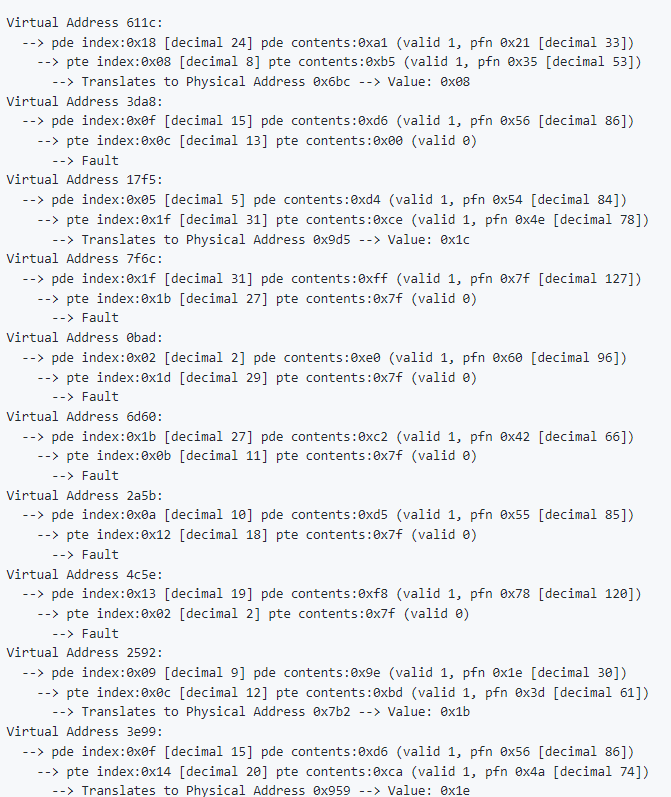 Virtual Address 611c:
--> pde index:0x18 [decimal 24] pde contents:0xa1 (valid 1, pfn 0x21 [decimal 33])
--> pte index:0x08 [decimal 8] pte contents:0xb5 (valid 1, pfn 0x35 [decimal 53])
--> Translates to Physical Address 0x6bc --> Value: 0x08
Virtual Address 3da8:
--> pde index:0x0f [decimal 15] pde contents:0xd6 (valid 1, pfn 0x56 [decimal 86])
--> pte index:0x0c [decimal 13] pte contents:0x00 (valid 0)
--> Fault
Virtual Address 17f5:
--> pde index:0x05 [decimal 5] pde contents:0xd4 (valid 1, pfn 0x54 [decimal 84])
--> pte index:0x1f [decimal 31] pte contents:0xce (valid 1, pfn 0x4e [decimal 78])
--> Translates to Physical Address 0x9d5 --> Value: 0x1c
Virtual Address 7f6c:
--> pde index:0x1f [decimal 31] pde contents:0xff (valid 1, pfn 0x7f [decimal 127])
--> pte index:0x1b [decimal 27] pte contents:0x7f (valid 0)
--> Fault
Virtual Address 0bad:
--> pde index:0x02 [decimal 2] pde contents:0xe0 (valid 1, pfn 0x60 [decimal 96])
--> pte index:0x1d [decimal 29] pte contents:0x7f (valid 0)
--> Fault
Virtual Address 6d60:
--> pde index:0x1b [decimal 27] pde contents:0xc2 (valid 1, pfn 0x42 [decimal 66])
--> pte index:0x0b [decimal 11] pte contents:0x7f (valid 0)
--> Fault
Virtual Address 2a5b:
--> pde index:0x0a [decimal 10] pde contents:0xd5 (valid 1, pfn 0x55 [decimal 85])
--> pte index:0x12 [decimal 18] pte contents:0x7f (valid 0)
--> Fault
Virtual Address 4c5e:
--> pde index:0x13 [decimal 19] pde contents:0xf8 (valid 1, pfn 0x78 [decimal 120])
--> pte index:0x02 [decimal 2] pte contents:0x7f (valid 0)
--> Fault
Virtual Address 2592:
--> pde index:0x09 [decimal 9] pde contents:0x9e (valid 1, pfn 0x1e [decimal 30])
--> pte index:0x0c [decimal 12] pte contents:0xbd (valid 1, pfn 0x3d [decimal 61])
--> Translates to Physical Address 0x7b2 --> Value: 0x1b
Virtual Address 3e99:
--> pde index:0x0f [decimal 15] pde contents:0xd6 (valid 1, pfn 0x56 [decimal 86])
--> pte index:0x14 [decimal 20] pte contents:0xca (valid 1, pfn 0x4a [decimal 74])
--> Translates to Physical Address 0x959 --> Value: 0x1e